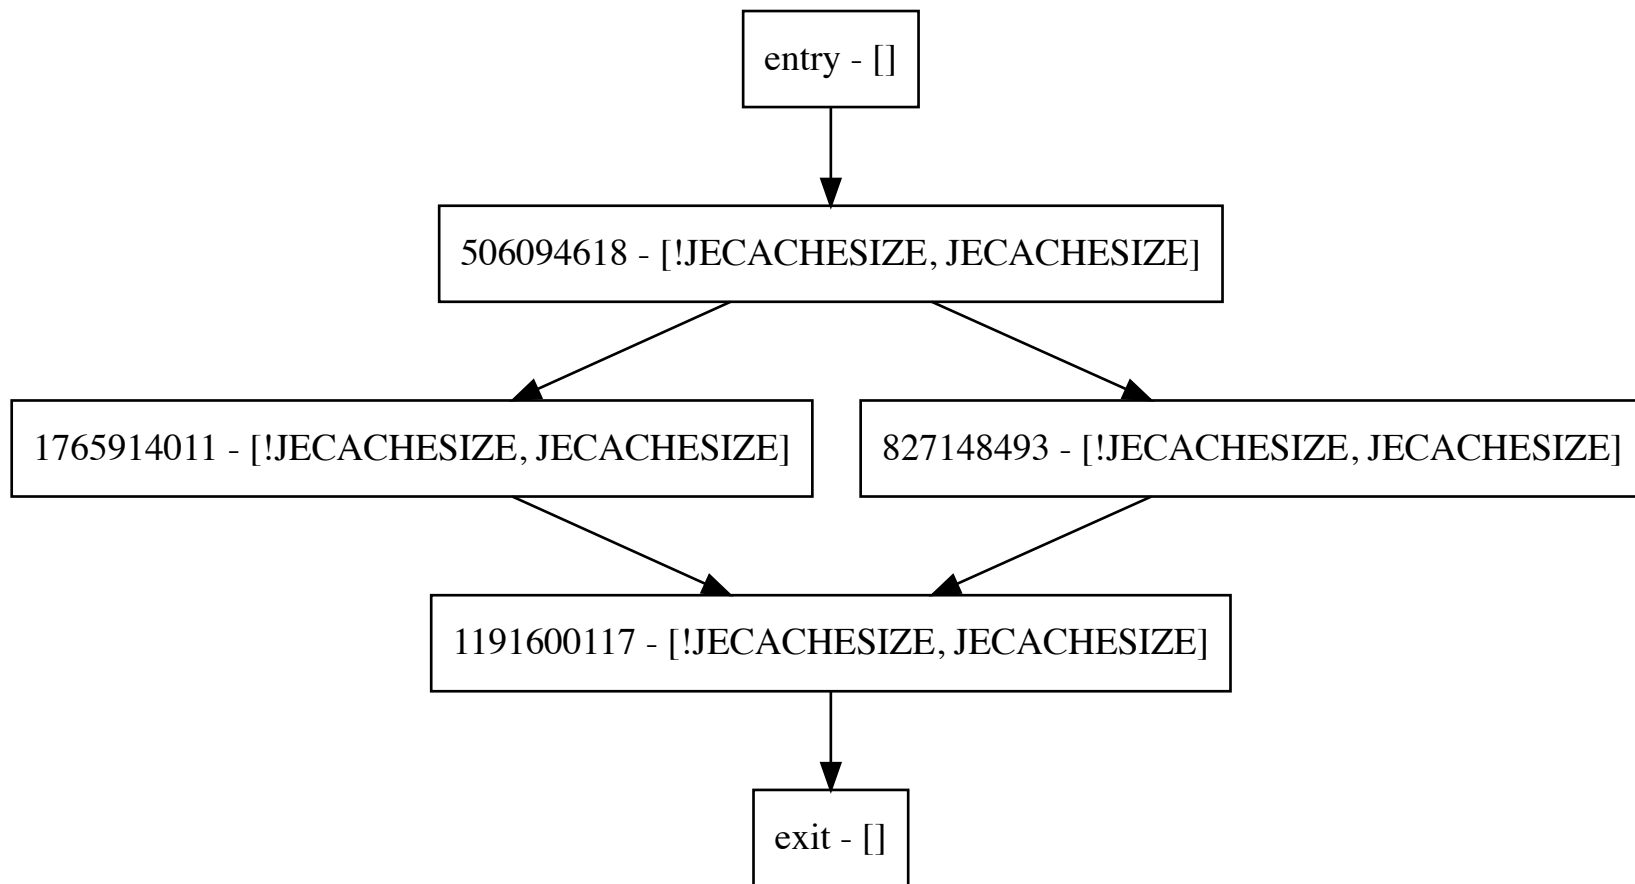 entry - []
506094618 - [!JECACHESIZE, JECACHESIZE]
1765914011 - [!JECACHESIZE, JECACHESIZE]
827148493 - [!JECACHESIZE, JECACHESIZE]
1191600117 - [!JECACHESIZE, JECACHESIZE]
exit - []